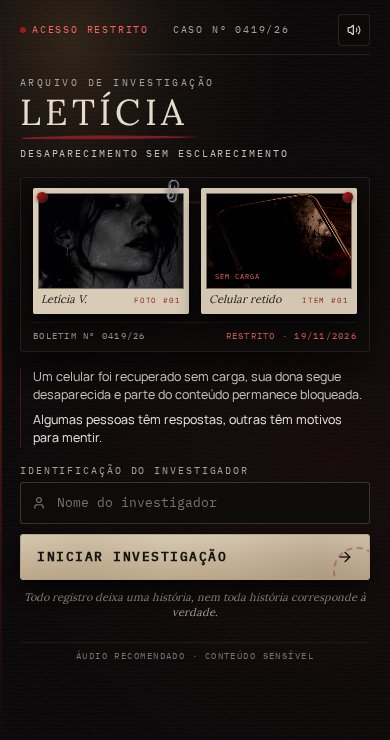 ACESSO RESTRITO · CASO Nº 0419/26
ARQUIVO DE INVESTIGAÇÃO
LETÍCIA
DESAPARECIMENTO SEM ESCLARECIMENTO
SEM CARGA
Letícia V. FOTO #01
Celular retido ITEM #01
BOLETIM Nº 0419/26
RESTRITO · 19/11/2026
Um celular foi recuperado sem carga, sua dona segue
desaparecida e parte do conteúdo permanece bloqueada.
Algumas pessoas têm respostas, outras têm motivos
para mentir.
IDENTIFICAÇÃO DO INVESTIGADOR
Nome do investigador
INICIAR INVESTIGAÇÃO
Todo registro deixa uma história, nem toda história corresponde à
verdade.
ÁUDIO RECOMENDADO · CONTEÚDO SENSÍVEL